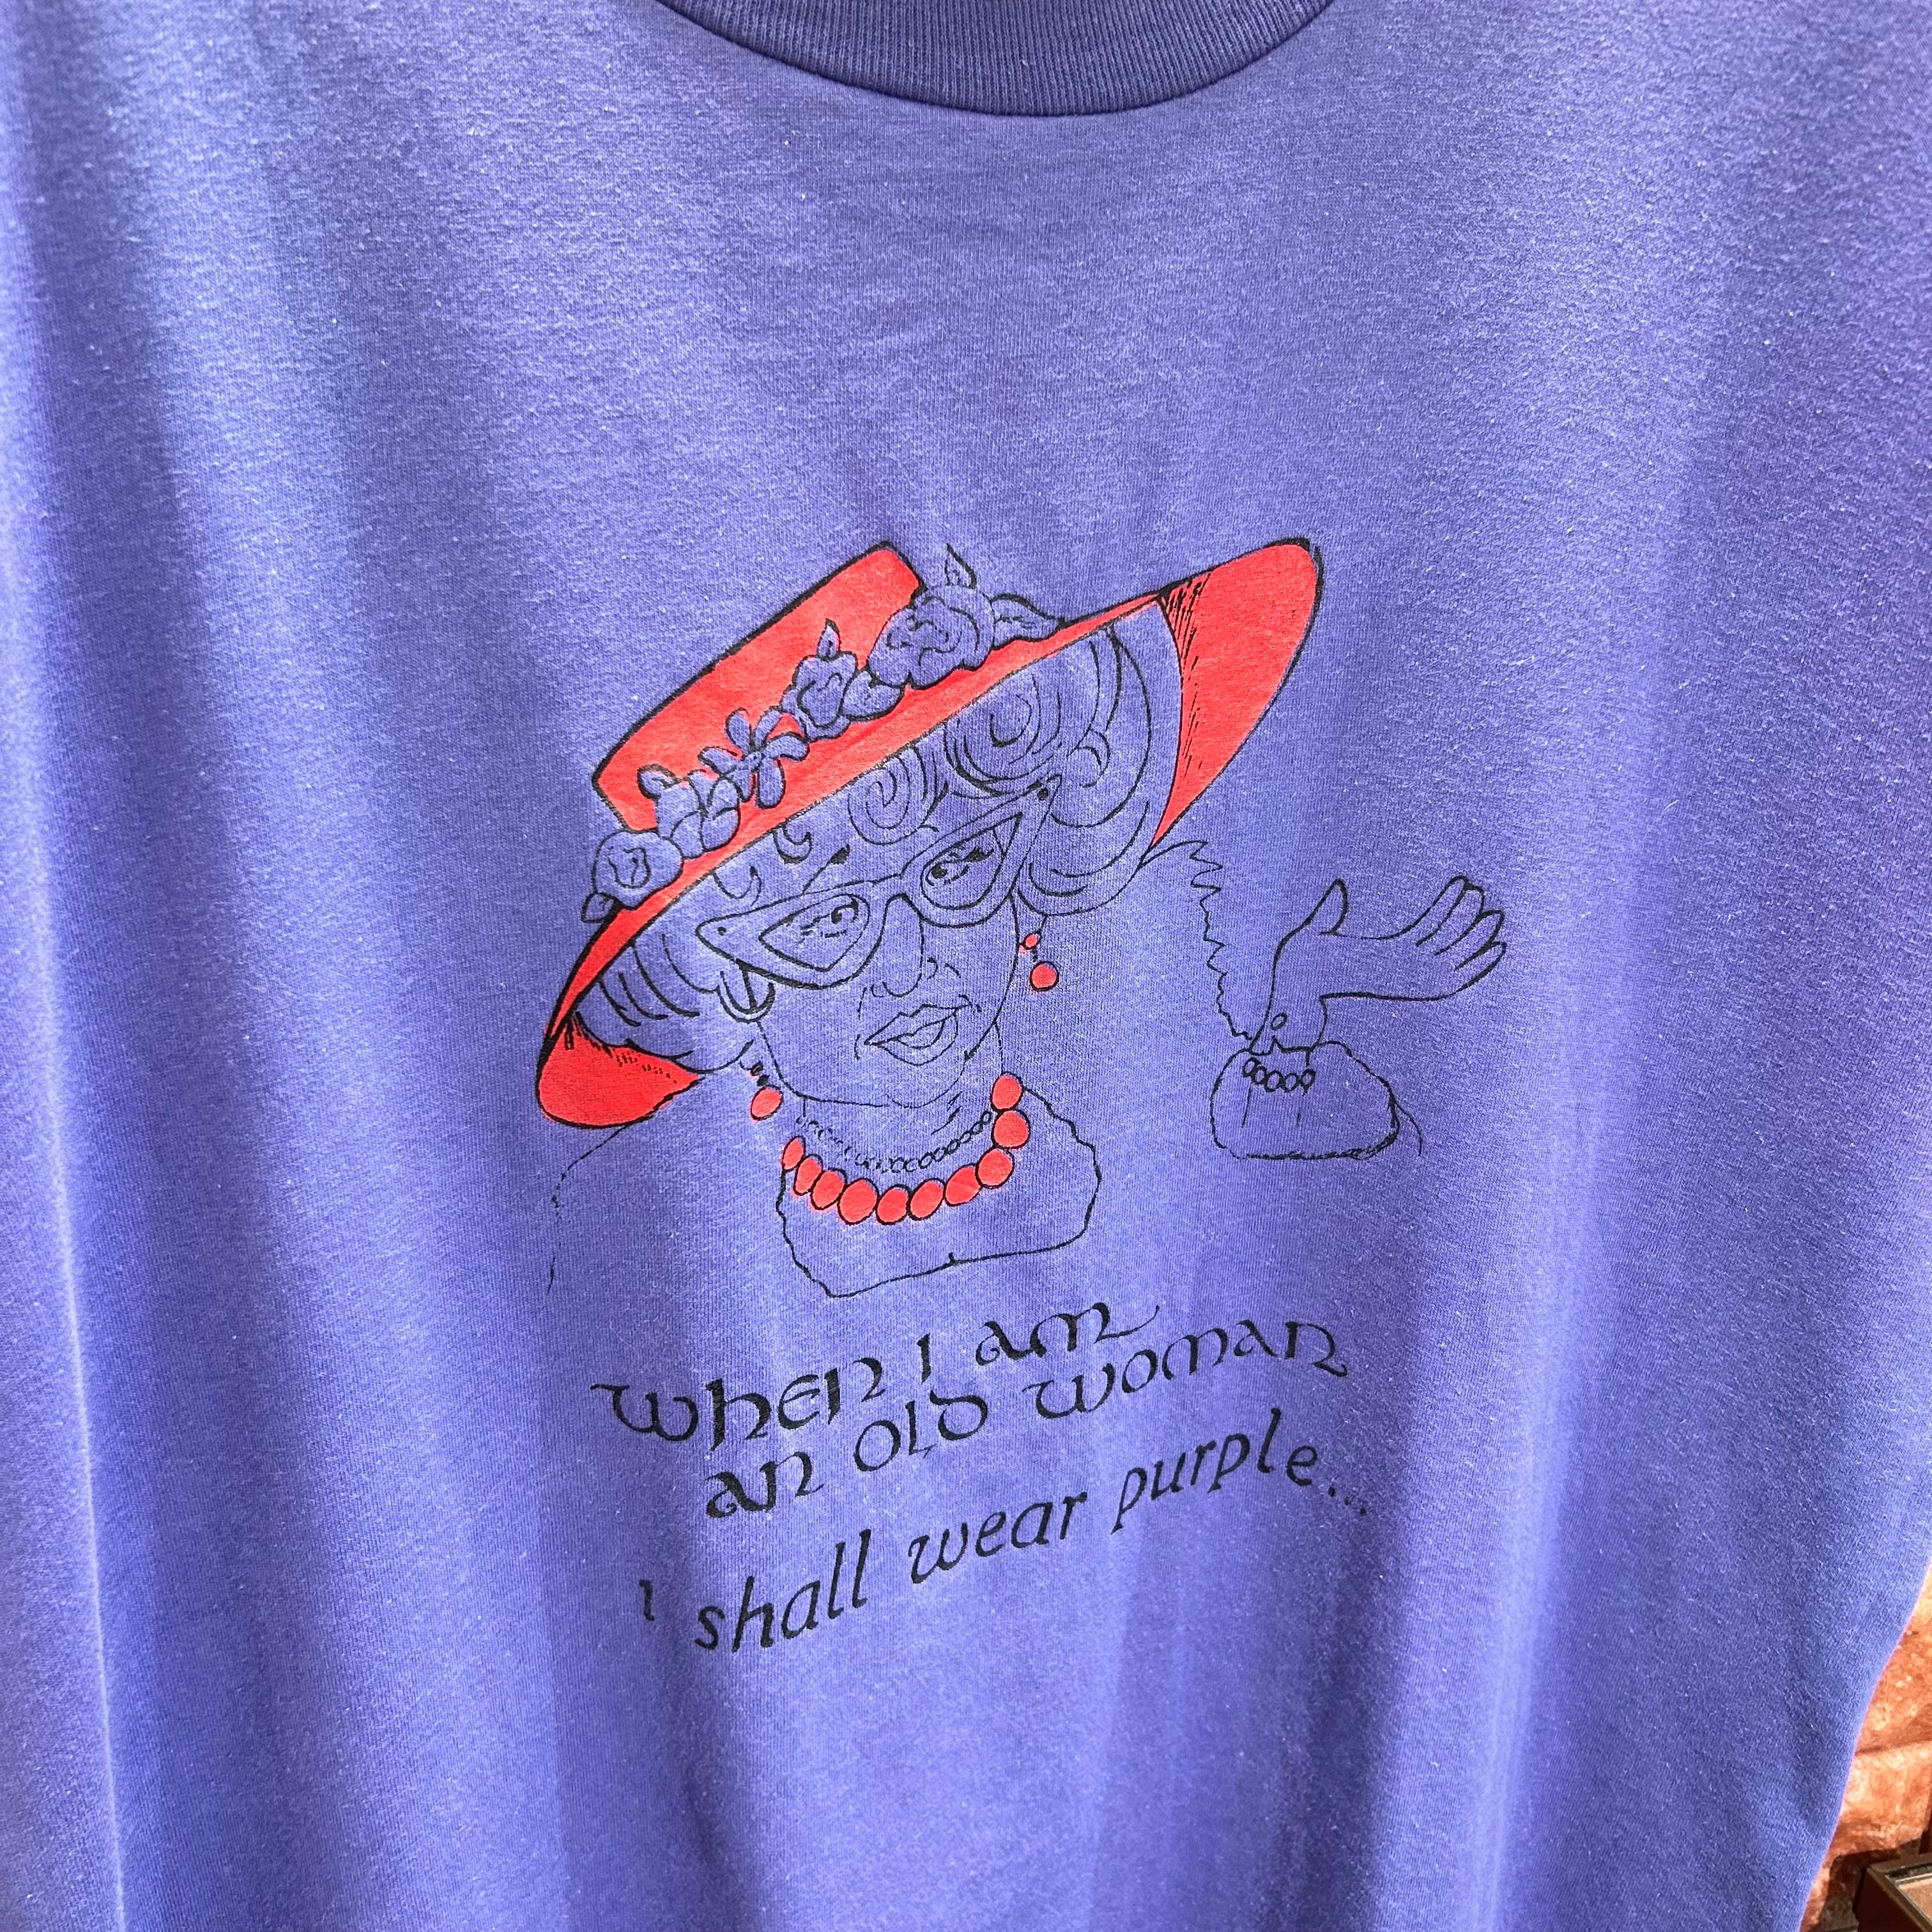 When I am
an old woman
I shall wear purple...